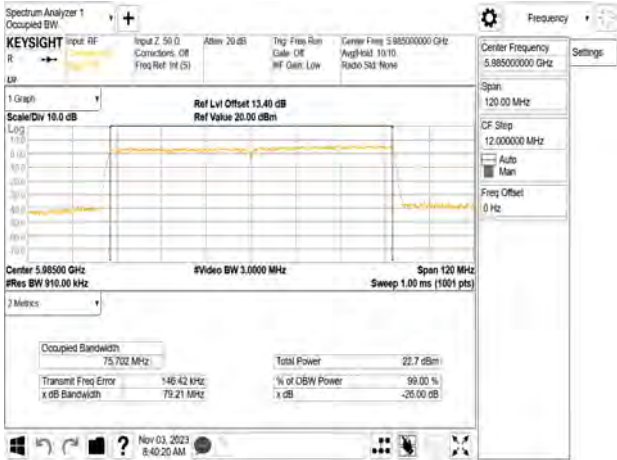 Spectrum Analyzer 1
Occupied BW
Frequency
KEYSIGHT Input: RF
R
Input Z: 50 Ω
Corrections: Off
Freq Ref: Int (S)
Atten: 20 dB
Trig: Free Run
Gate: Off
#IF Gain: Low
Center Freq: 5.985000000 GHz
Avg|Hold: 10/10
Radio Std: None
Center Frequency
5.985000000 GHz
Settings
Span
120.00 MHz
CF Step
12.000000 MHz
Auto
Man
Freq Offset
0 Hz
1 Graph
Scale/Div 10.0 dB
Log
Ref Lvl Offset 13.40 dB
Ref Value 20.00 dBm
10.0
0.00
Center 5.98500 GHz
#Res BW 910.00 kHz
#Video BW 3.0000 MHz
Span 120 MHz
Sweep 1.00 ms (1001 pts)
2 Metrics
Occupied Bandwidth
75.702 MHz
Total Power 22.7 dBm
Transmit Freq Error 146.42 kHz
% of OBW Power 99.00 %
x dB Bandwidth 79.21 MHz
x dB -26.00 dB
Nov 03, 2023
8:40:20 AM